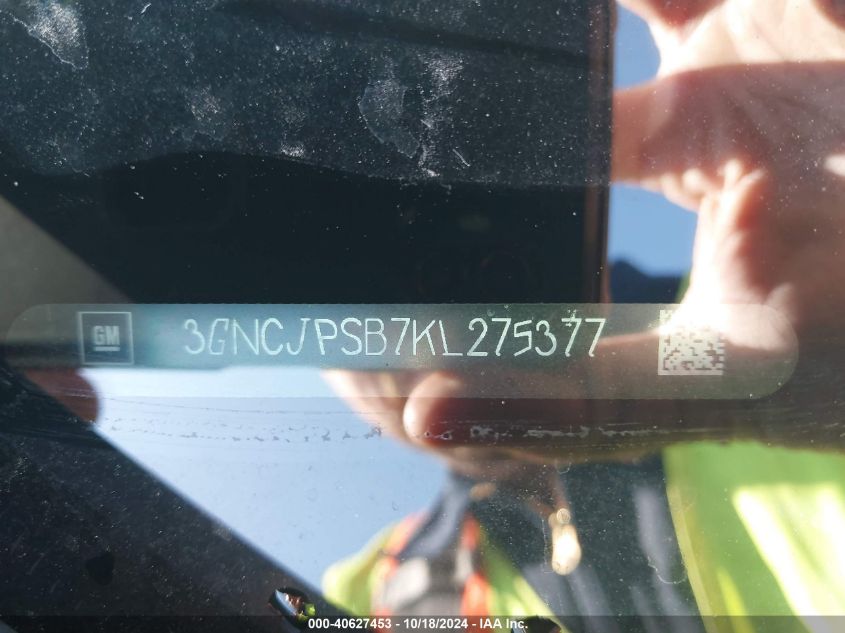 GM 3GNCJPSB7KL275377
000-40627453 - 10/18/2024 - IAA Inc.